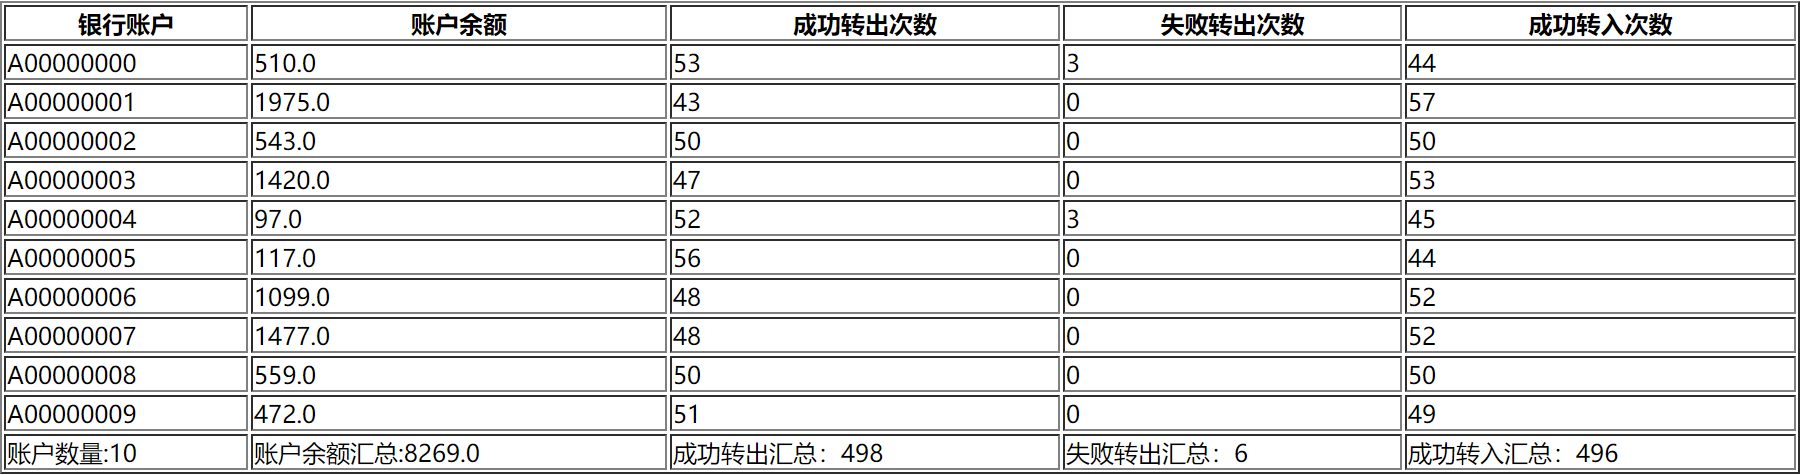 银行账户 账户余额 成功转出次数 失败转出次数 成功转入次数
A00000000 510.0 53 3 44
A00000001 1975.0 43 0 57
A00000002 543.0 50 0 50
A00000003 1420.0 47 0 53
A00000004 97.0 52 3 45
A00000005 117.0 56 0 44
A00000006 1099.0 48 0 52
A00000007 1477.0 48 0 52
A00000008 559.0 50 0 50
A00000009 472.0 51 0 49
账户数量:10 账户余额汇总:8269.0 成功转出汇总：498 失败转出汇总：6 成功转入汇总：496